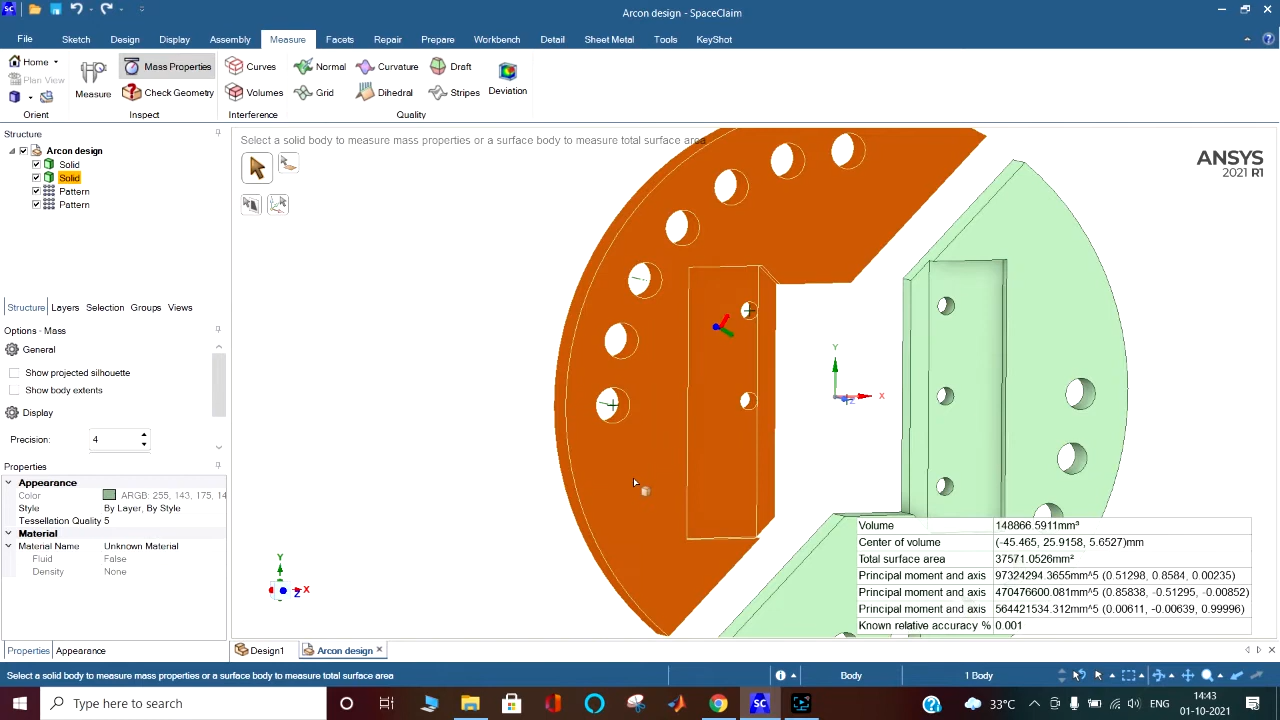 Arcon design - SpaceClaim
File Sketch Design Display Assembly Measure Facets Repair Prepare Workbench Detail Sheet Metal Tools KeyShot
Home
Plan View
Measure
Mass Properties
Check Geometry
Curves
Volumes
Normal
Grid
Curvature
Dihedral
Draft
Stripes
Deviation
Orient Inspect Interference Quality
Structure
Arcon design
Solid
Solid
Pattern
Pattern
Structure Layers Selection Groups Views
Options - Mass
General
Show projected silhouette
Show body extents
Display
Precision: 4
Properties
Appearance
Color ARGB: 255, 143, 175, 14
Style By Layer, By Style
Tessellation Quality 5
Material
Material Name Unknown Material
Fluid False
Density None
Properties Appearance
Select a solid body to measure mass properties or a surface body to measure total surface area
ANSYS
2021 R1
Y
X
Z
Y
X
Z
Volume 148866.5911mm³
Center of volume (-45.465, 25.9158, 5.6527)mm
Total surface area 37571.0526mm²
Principal moment and axis 97324294.3655mm^5 (0.51298, 0.8584, 0.00235)
Principal moment and axis 470476600.081mm^5 (0.85838, -0.51295, -0.00852)
Principal moment and axis 564421534.312mm^5 (0.00611, -0.00639, 0.99996)
Known relative accuracy % 0.001
Design1 Arcon design
Select a solid body to measure mass properties or a surface body to measure total surface area
Body
1 Body
Type here to search
33°C
14:43
01-10-2021